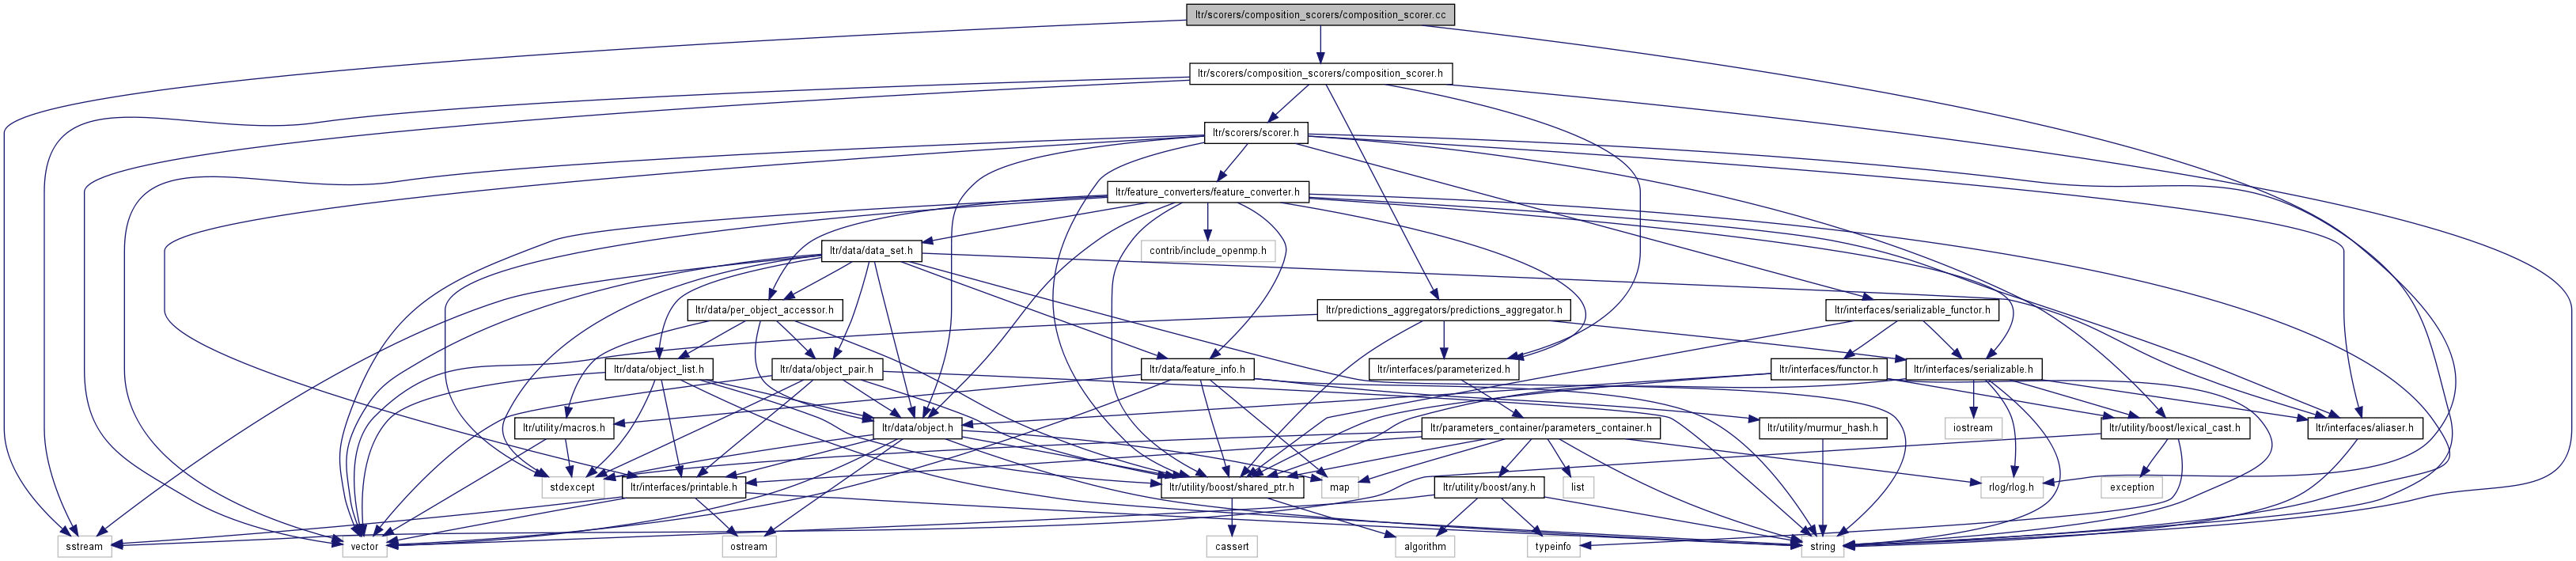 ltr/scorers/composition_scorers/composition_scorer.cc
ltr/scorers/composition_scorers/composition_scorer.h
ltr/scorers/scorer.h
ltr/feature_converters/feature_converter.h
ltr/data/data_set.h
contrib/include_openmp.h
ltr/data/per_object_accessor.h
ltr/predictions_aggregators/predictions_aggregator.h
ltr/interfaces/serializable_functor.h
ltr/data/object_list.h
ltr/data/object_pair.h
ltr/data/feature_info.h
ltr/interfaces/parameterized.h
ltr/interfaces/functor.h
ltr/interfaces/serializable.h
ltr/utility/macros.h
ltr/data/object.h
ltr/parameters_container/parameters_container.h
ltr/utility/murmur_hash.h
iostream
ltr/utility/boost/lexical_cast.h
ltr/interfaces/aliaser.h
stdexcept
ltr/interfaces/printable.h
ltr/utility/boost/shared_ptr.h
map
ltr/utility/boost/any.h
list
rlog/rlog.h
exception
sstream
vector
ostream
cassert
algorithm
typeinfo
string